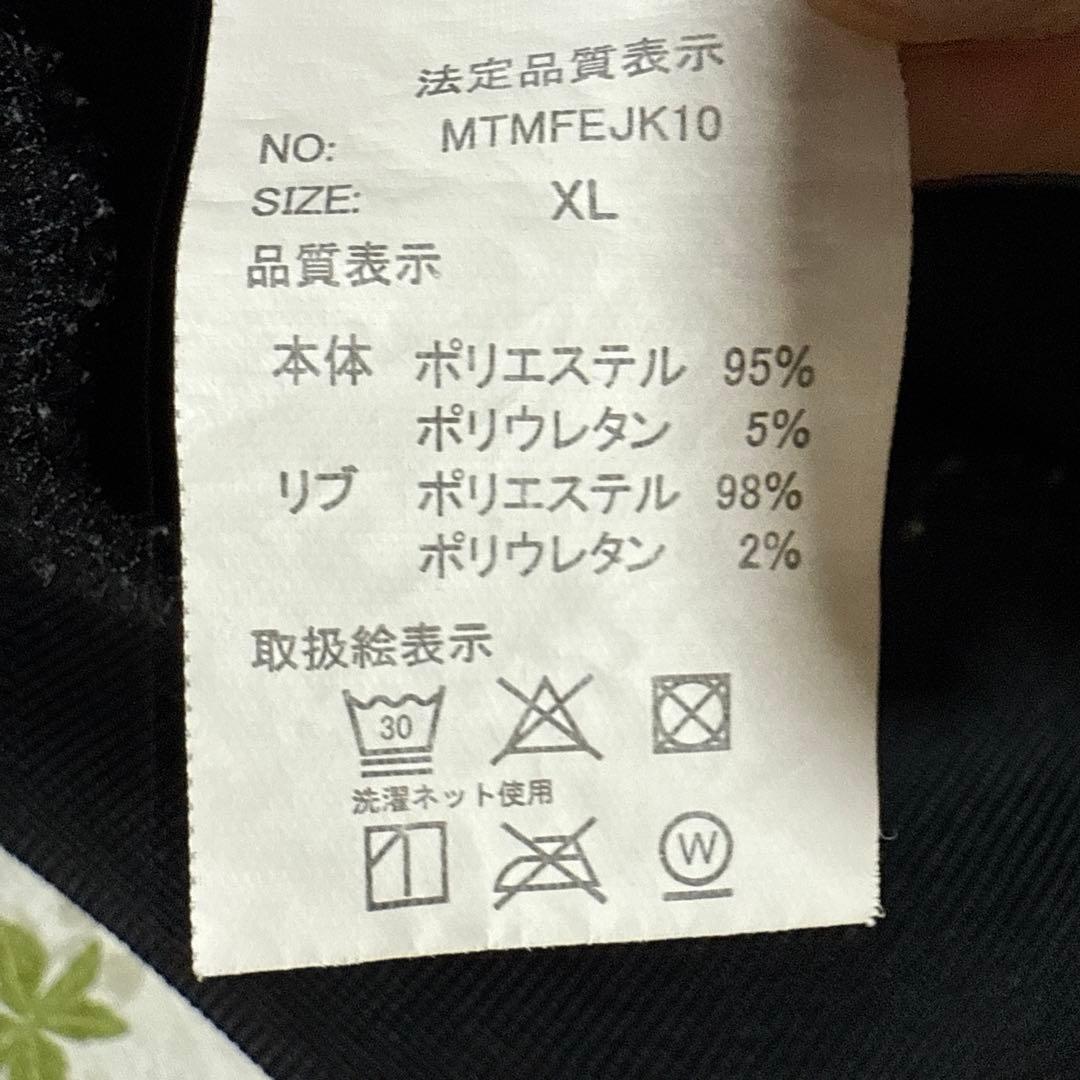 法定品質表示
NO: MTMFEJK10
SIZE: XL
品質表示
本体 ポリエステル 95%
ポリウレタン 5%
リブ ポリエステル 98%
ポリウレタン 2%
取扱絵表示
30
洗濯ネット使用
W